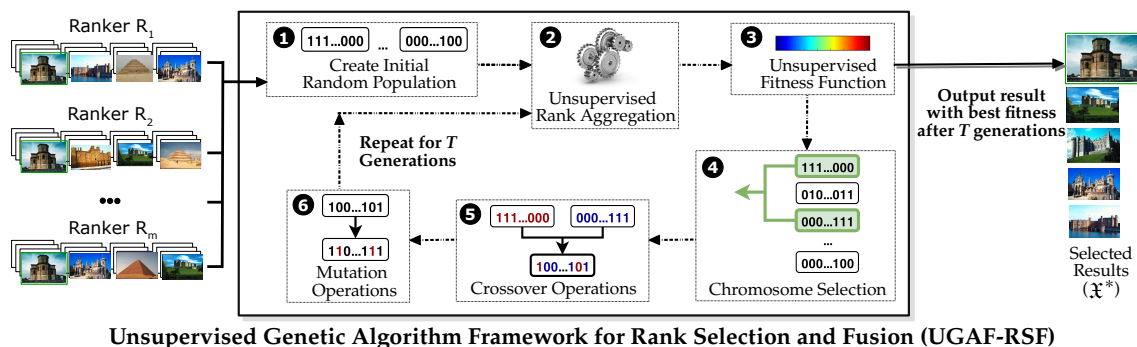 Ranker R1
Ranker R2
•••
Ranker Rm
1
111...000 ... 000...100
Create Initial
Random Population
2
Unsupervised
Rank Aggregation
3
Unsupervised
Fitness Function
Repeat for T
Generations
4
111...000
010...011
000...111
...
000...100
Chromosome Selection
5
111...000 000...111
100...101
Crossover Operations
6
100...101
110...111
Mutation
Operations
Output result
with best fitness
after T generations
Selected
Results
(𝔛*)
Unsupervised Genetic Algorithm Framework for Rank Selection and Fusion (UGAF-RSF)